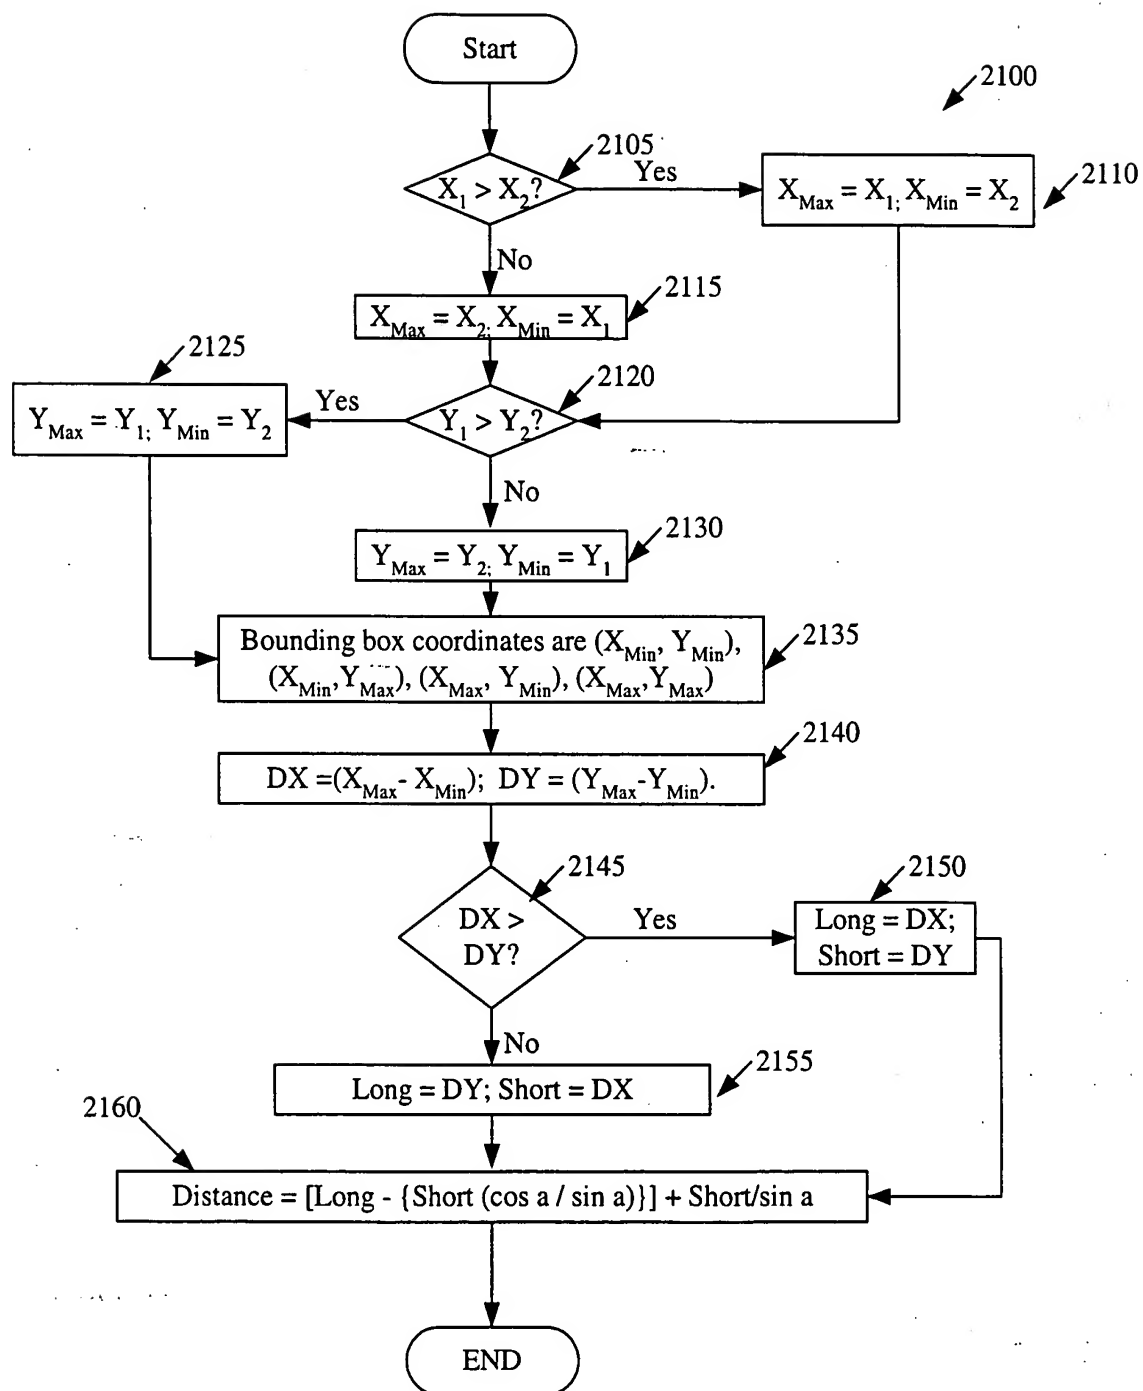 Start
2100
2105
X1 > X2?
Yes
XMax = X1; XMin = X2
2110
No
2115
XMax = X2; XMin = X1
2125
2120
YMax = Y1; YMin = Y2
Yes
Y1 > Y2?
No
2130
YMax = Y2; YMin = Y1
Bounding box coordinates are (XMin, YMin),
(XMin,YMax), (XMax, YMin), (XMax,YMax)
2135
2140
DX =(XMax- XMin); DY = (YMax-YMin).
2145
2150
DX >
DY?
Yes
Long = DX;
Short = DY
No
2155
Long = DY; Short = DX
2160
Distance = [Long - {Short (cos a / sin a)}] + Short/sin a
END